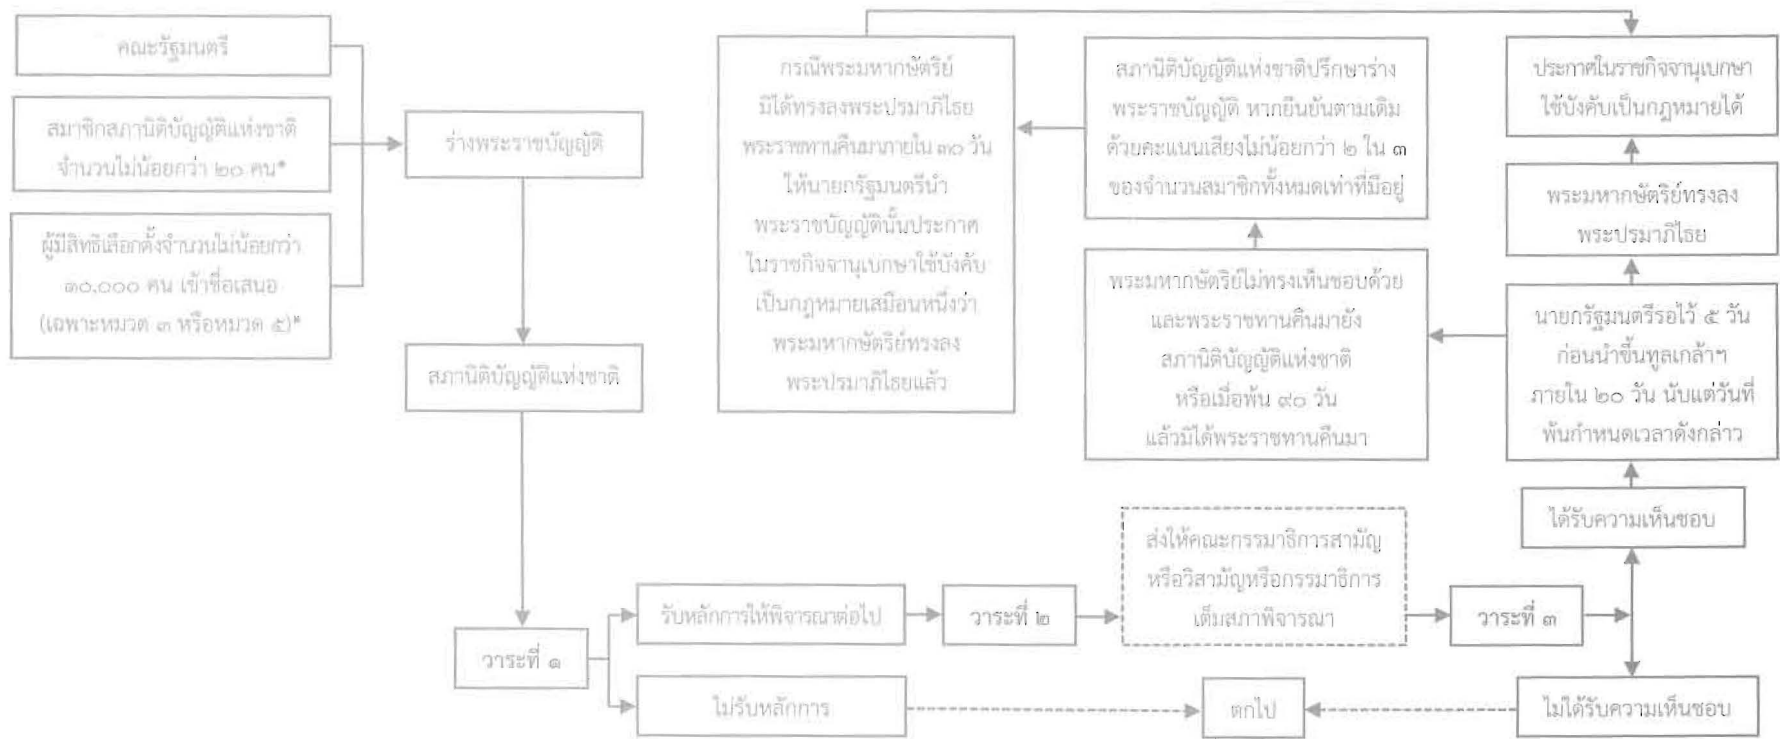 คณะรัฐมนตรี
สมาชิกสภานิติบัญญัติแห่งชาติ
จำนวนไม่น้อยกว่า ๒๐ คน*
ผู้มีสิทธิเลือกตั้งจำนวนไม่น้อยกว่า
๑๐,๐๐๐ คน เข้าชื่อเสนอ
(เฉพาะหมวด ๓ หรือหมวด ๕)*
ร่างพระราชบัญญัติ
สภานิติบัญญัติแห่งชาติ
วาระที่ ๑
รับหลักการให้พิจารณาต่อไป
ไม่รับหลักการ
วาระที่ ๒
ส่งให้คณะกรรมาธิการสามัญ
หรือวิสามัญหรือกรรมาธิการ
เต็มสภาพิจารณา
วาระที่ ๓
ตกไป
ไม่ได้รับความเห็นชอบ
ได้รับความเห็นชอบ
นายกรัฐมนตรีรอไว้ ๕ วัน
ก่อนนำขึ้นทูลเกล้าฯ
ภายใน ๒๐ วัน นับแต่วันที่
พ้นกำหนดเวลาดังกล่าว
พระมหากษัตริย์ทรงลง
พระปรมาภิไธย
ประกาศในราชกิจจานุเบกษา
ใช้บังคับเป็นกฎหมายได้
พระมหากษัตริย์ไม่ทรงเห็นชอบด้วย
และพระราชทานคืนมายัง
สภานิติบัญญัติแห่งชาติ
หรือเมื่อพ้น ๙๐ วัน
แล้วมิได้พระราชทานคืนมา
สภานิติบัญญัติแห่งชาติปรึกษาร่าง
พระราชบัญญัติ หากยืนยันตามเดิม
ด้วยคะแนนเสียงไม่น้อยกว่า ๒ ใน ๓
ของจำนวนสมาชิกทั้งหมดเท่าที่มีอยู่
กรณีพระมหากษัตริย์
มิได้ทรงลงพระปรมาภิไธย
พระราชทานคืนมาภายใน ๓๐ วัน
ให้นายกรัฐมนตรีนำ
พระราชบัญญัตินั้นประกาศ
ในราชกิจจานุเบกษาใช้บังคับ
เป็นกฎหมายเสมือนหนึ่งว่า
พระมหากษัตริย์ทรงลง
พระปรมาภิไธยแล้ว